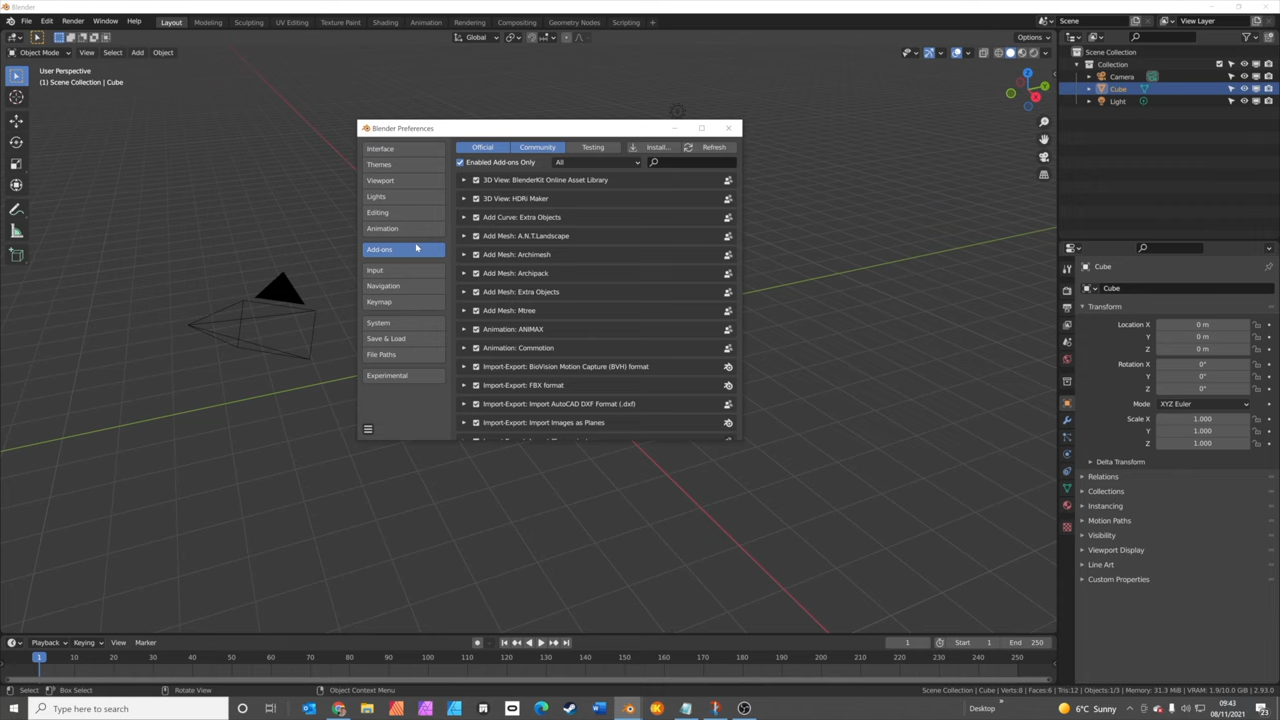 Blender
File Edit Render Window Help Layout Modeling Sculpting UV Editing Texture Paint Shading Animation Rendering Compositing Geometry Nodes Scripting + Scene View Layer
Global Options
Object Mode View Select Add Object
User Perspective
(1) Scene Collection | Cube
Scene Collection
Collection
Camera
Cube
Light
Blender Preferences
Interface
Themes
Viewport
Lights
Editing
Animation
Add-ons
Input
Navigation
Keymap
System
Save & Load
File Paths
Experimental
Official Community Testing Install... Refresh
Enabled Add-ons Only All
3D View: BlenderKit Online Asset Library
3D View: HDRi Maker
Add Curve: Extra Objects
Add Mesh: A.N.T.Landscape
Add Mesh: Archimesh
Add Mesh: Archipack
Add Mesh: Extra Objects
Add Mesh: Mtree
Animation: ANIMAX
Animation: Commotion
Import-Export: BioVision Motion Capture (BVH) format
Import-Export: FBX format
Import-Export: Import AutoCAD DXF Format (.dxf)
Import-Export: Import Images as Planes
Cube
Cube
Transform
Location X 0 m
Y 0 m
Z 0 m
Rotation X 0°
Y 0°
Z 0°
Mode XYZ Euler
Scale X 1.000
Y 1.000
Z 1.000
Delta Transform
Relations
Collections
Instancing
Motion Paths
Visibility
Viewport Display
Line Art
Custom Properties
Z
X
Playback Keying View Marker 1 Start 1 End 250
1 10 20 30 40 50 60 70 80 90 100 110 120 130 140 150 160 170 180 190 200 210 220 230 240 250
Select Box Select Rotate View Object Context Menu Scene Collection | Cube | Verts:8 | Faces:6 | Tris:12 | Objects:1/3 | Memory: 31.3 MiB | VRAM: 1.9/10.0 GiB | 2.93.0
Type here to search Desktop 6°C Sunny 09:43
08/11/2021
23